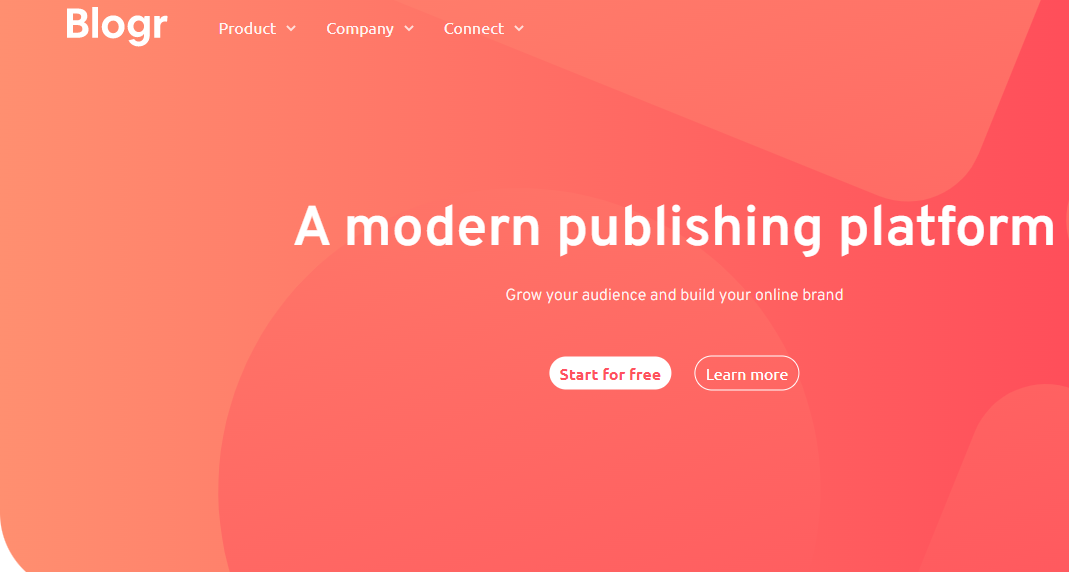 Blogr
Product
Company
Connect
A modern publishing platform
Grow your audience and build your online brand
Start for free
Learn more